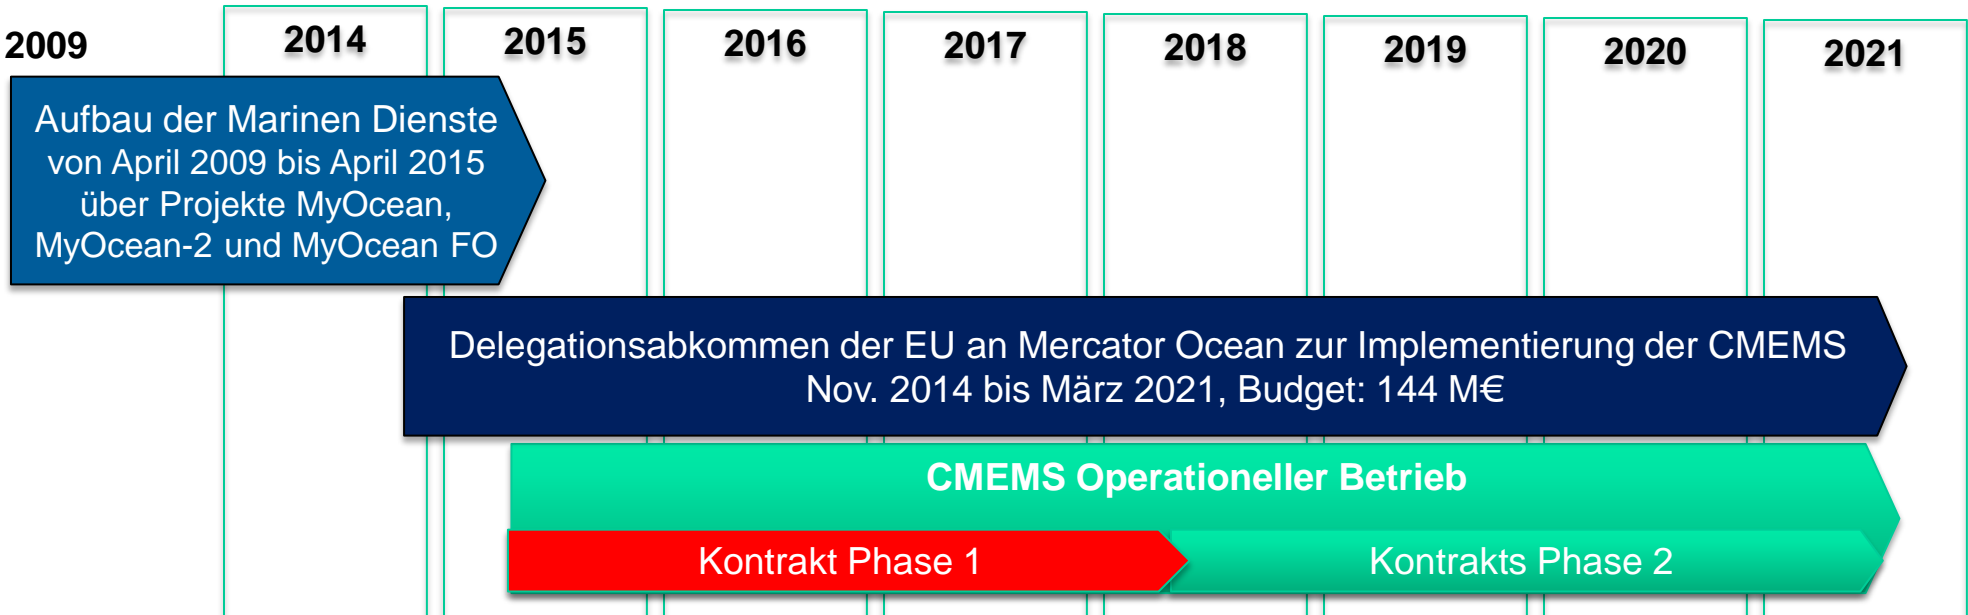 2009
2014
2015
2016
2017
2018
2019
2020
2021
Aufbau der Marinen Dienste
von April 2009 bis April 2015
über Projekte MyOcean,
MyOcean-2 und MyOcean FO
Delegationsabkommen der EU an Mercator Ocean zur Implementierung der CMEMS
Nov. 2014 bis März 2021, Budget: 144 M€
CMEMS Operationeller Betrieb
Kontrakt Phase 1
Kontrakts Phase 2